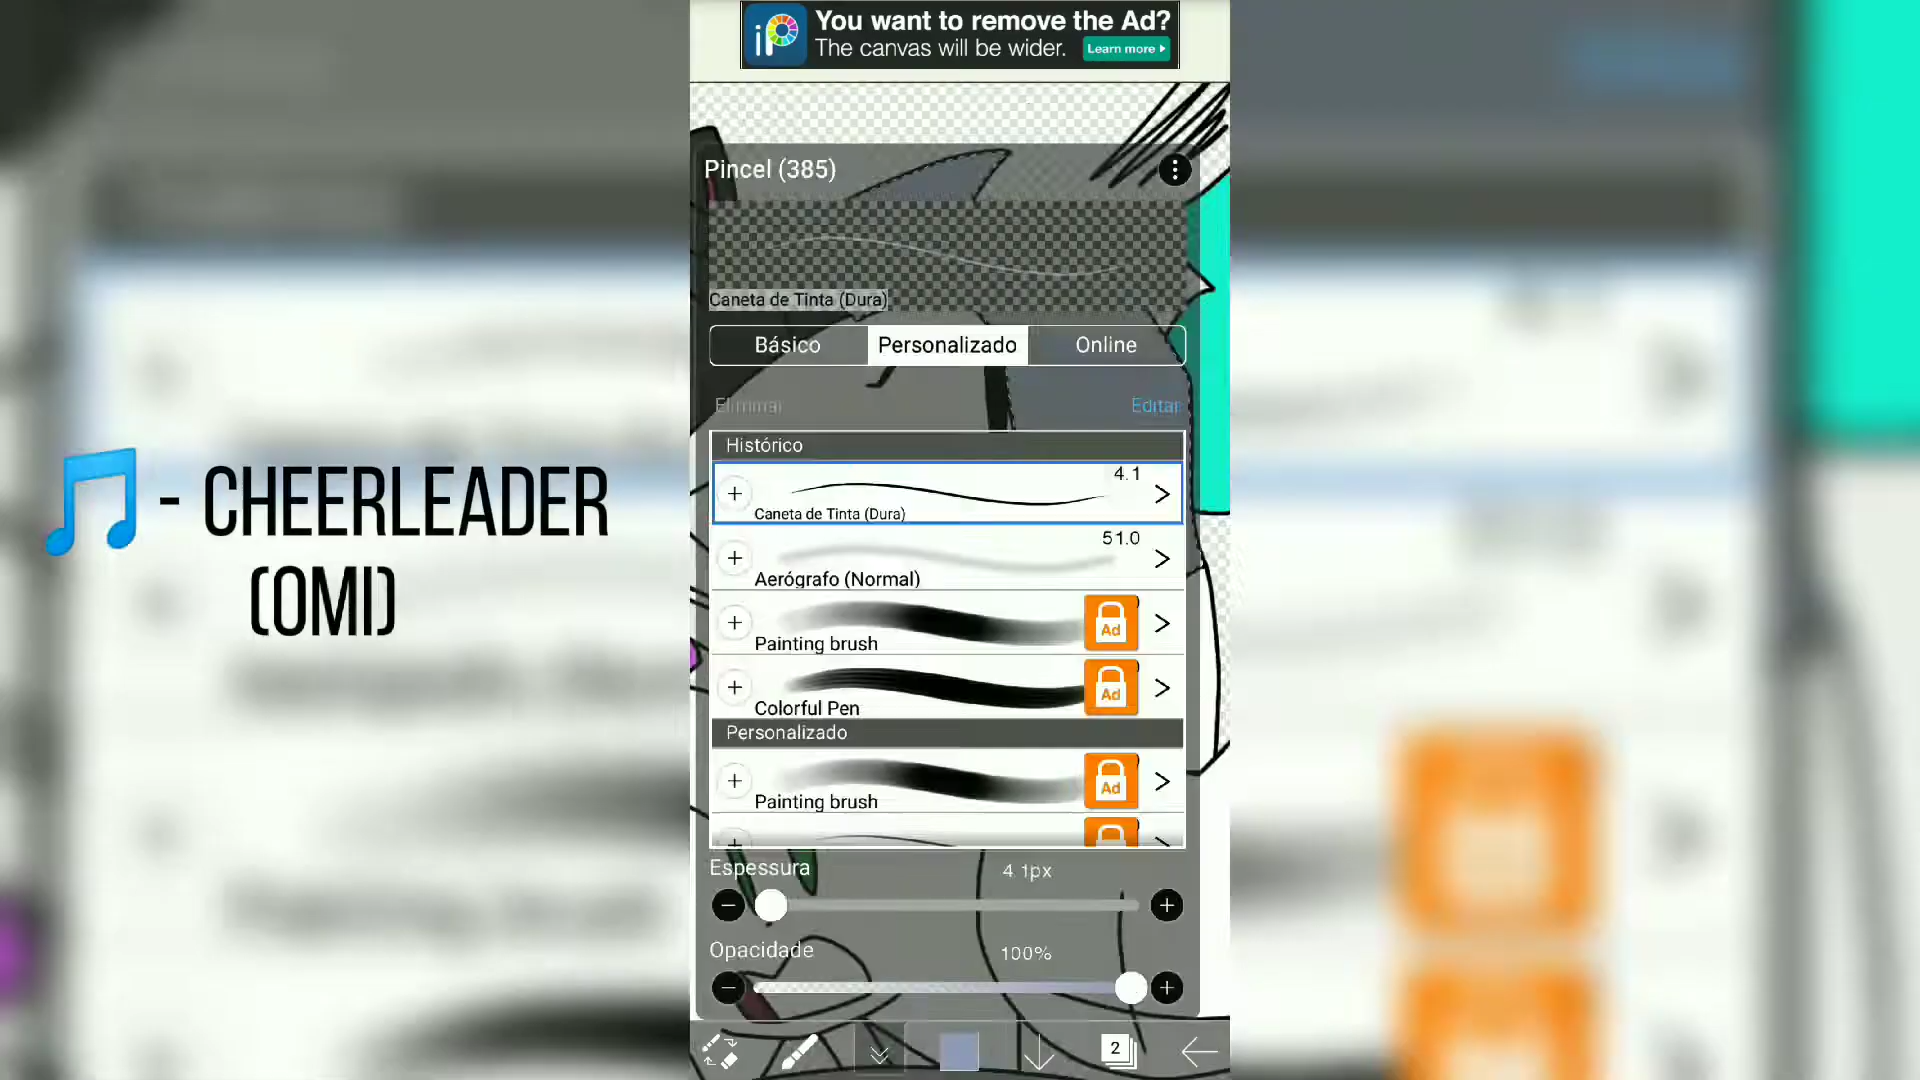 iP
You want to remove the Ad?
The canvas will be wider.
Learn more
Pincel (385)
Caneta de Tinta (Dura)
Básico
Personalizado
Online
Eliminar
Editar
Histórico
4.1
Caneta de Tinta (Dura)
51.0
Aerógrafo (Normal)
Ad
Painting brush
Ad
Colorful Pen
Personalizado
Ad
Painting brush
Espessura
4.1px
Opacidade
100%
2
- CHEERLEADER
(OMI)